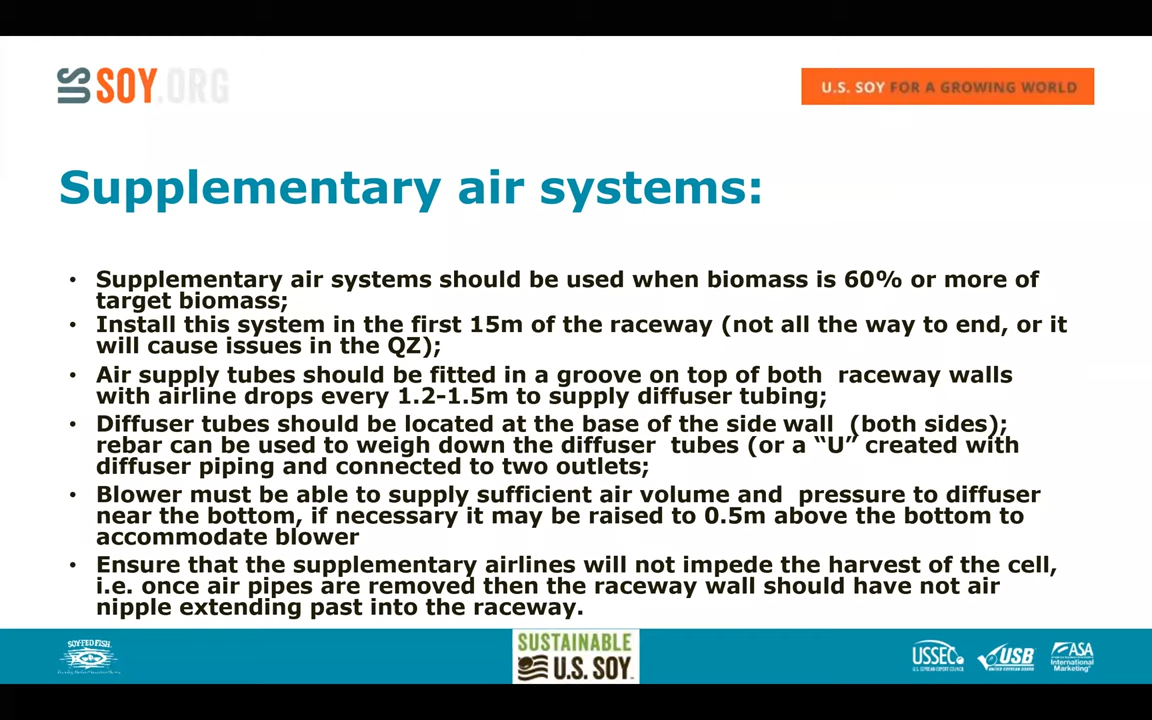 US SOY.ORG
U.S. SOY FOR A GROWING WORLD
Supplementary air systems:
• Supplementary air systems should be used when biomass is 60% or more of
target biomass;
• Install this system in the first 15m of the raceway (not all the way to end, or it
will cause issues in the QZ);
• Air supply tubes should be fitted in a groove on top of both raceway walls
with airline drops every 1.2-1.5m to supply diffuser tubing;
• Diffuser tubes should be located at the base of the side wall (both sides);
rebar can be used to weigh down the diffuser tubes (or a “U” created with
diffuser piping and connected to two outlets;
• Blower must be able to supply sufficient air volume and pressure to diffuser
near the bottom, if necessary it may be raised to 0.5m above the bottom to
accommodate blower
• Ensure that the supplementary airlines will not impede the harvest of the cell,
i.e. once air pipes are removed then the raceway wall should have not air
nipple extending past into the raceway.
SOY-FED FISH
SUSTAINABLE
U.S. SOY
USSEC
U.S. SOYBEAN EXPORT COUNCIL
USB
UNITED SOYBEAN BOARD
ASA
International
Marketing